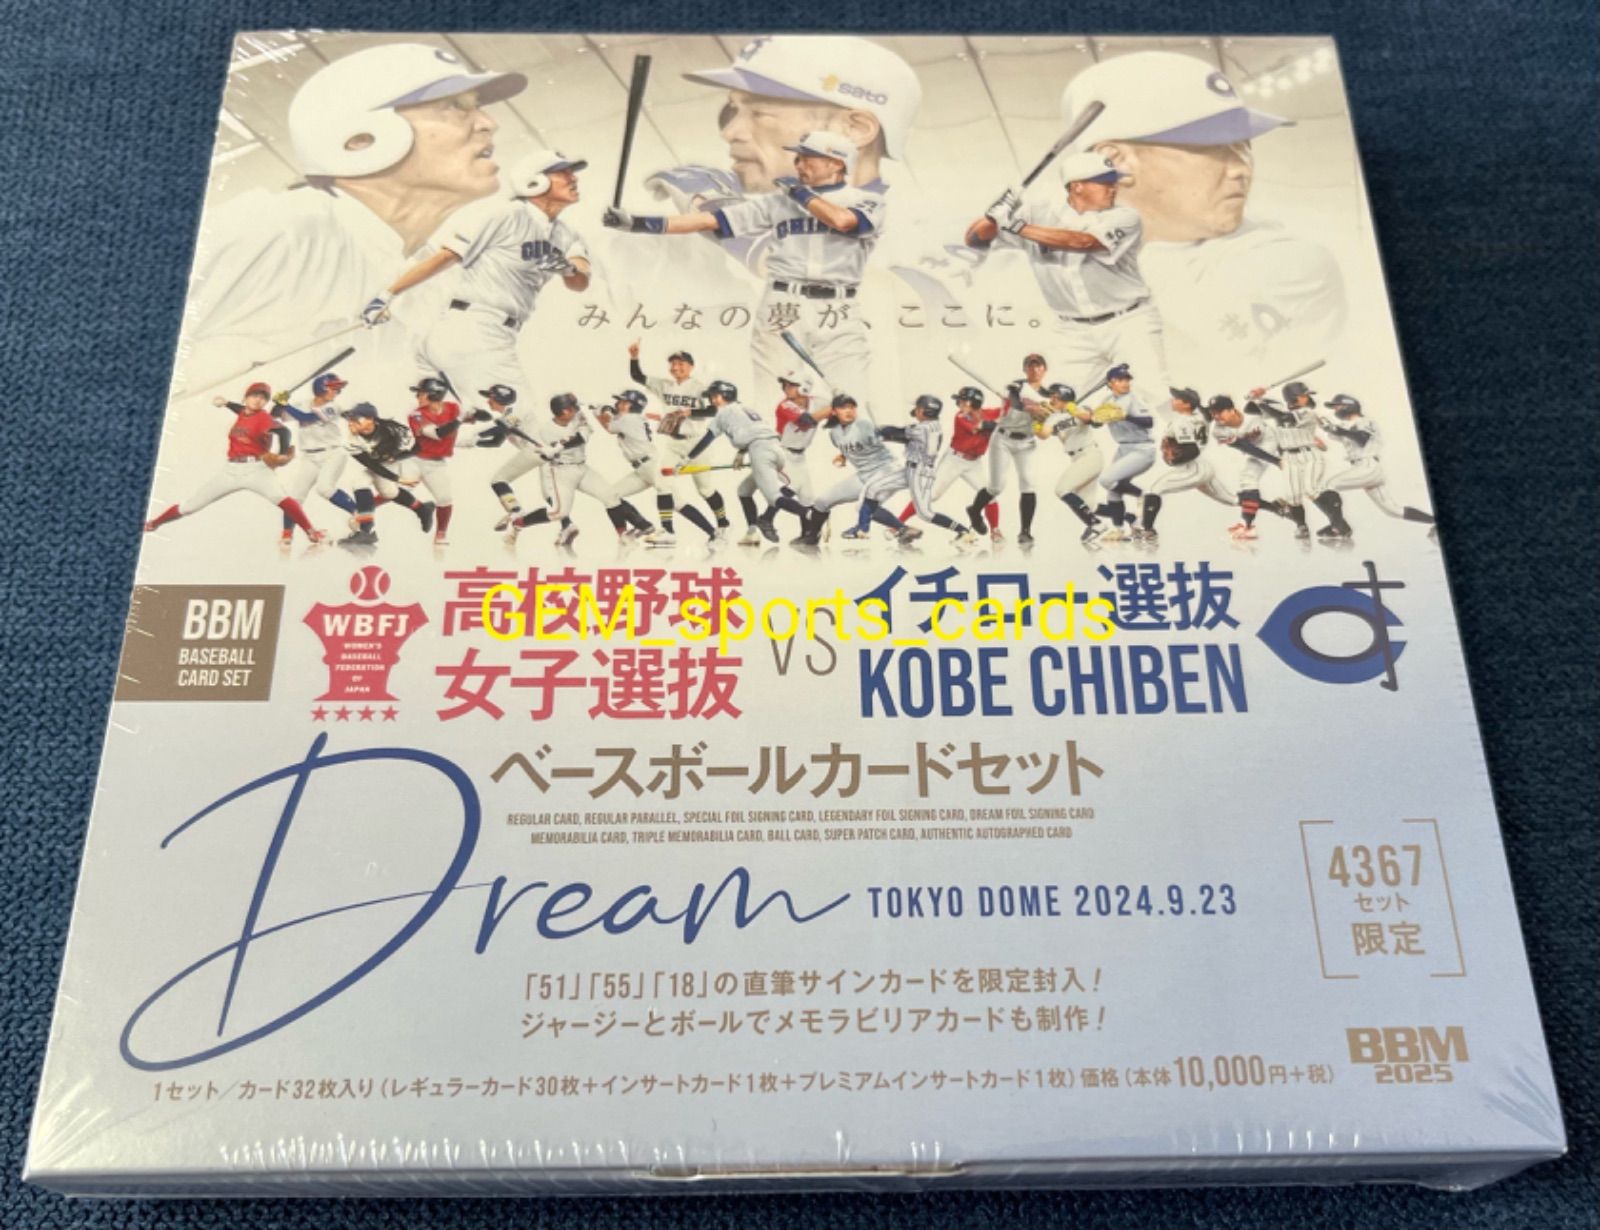 sato
みんなの夢が、ここに。
BBM
BASEBALL
CARD SET
WBFJ
WOMEN'S
BASEBALL
FEDERATION
OF
JAPAN
高校野球
女子選抜
VS
イチロー選抜
KOBE CHIBEN
GEM_sports_cards
ベースボールカードセット
REGULAR CARD, REGULAR PARALLEL, SPECIAL FOIL SIGNING CARD, LEGENDARY FOIL SIGNING CARD, DREAM FOIL SIGNING CARD
MEMORABILIA CARD, TRIPLE MEMORABILIA CARD, BALL CARD, SUPER PATCH CARD, AUTHENTIC AUTOGRAPHED CARD
Dream
TOKYO DOME 2024.9.23
4367
セット
限定
「51」「55」「18」の直筆サインカードを限定封入!
ジャージーとボールでメモラビリアカードも制作!
BBM
2025
1セット/カード32枚入り(レギュラーカード30枚+インサートカード1枚+プレミアムインサートカード1枚)価格(本体10,000円+税)